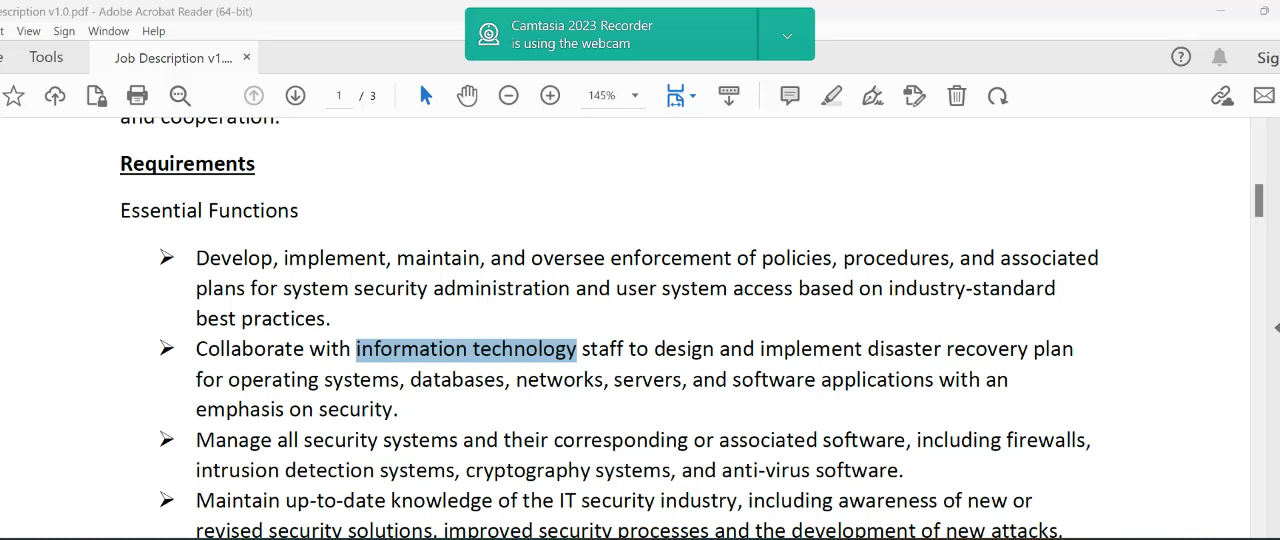 escription v1.0.pdf - Adobe Acrobat Reader (64-bit)
Camtasia 2023 Recorder
is using the webcam
t View Sign Window Help
e Tools Job Description v1.... × Sig
1 / 3 145%
and cooperation.
Requirements
Essential Functions
➢ Develop, implement, maintain, and oversee enforcement of policies, procedures, and associated
plans for system security administration and user system access based on industry-standard
best practices.
➢ Collaborate with information technology staff to design and implement disaster recovery plan
for operating systems, databases, networks, servers, and software applications with an
emphasis on security.
➢ Manage all security systems and their corresponding or associated software, including firewalls,
intrusion detection systems, cryptography systems, and anti-virus software.
➢ Maintain up-to-date knowledge of the IT security industry, including awareness of new or
revised security solutions, improved security processes and the development of new attacks.